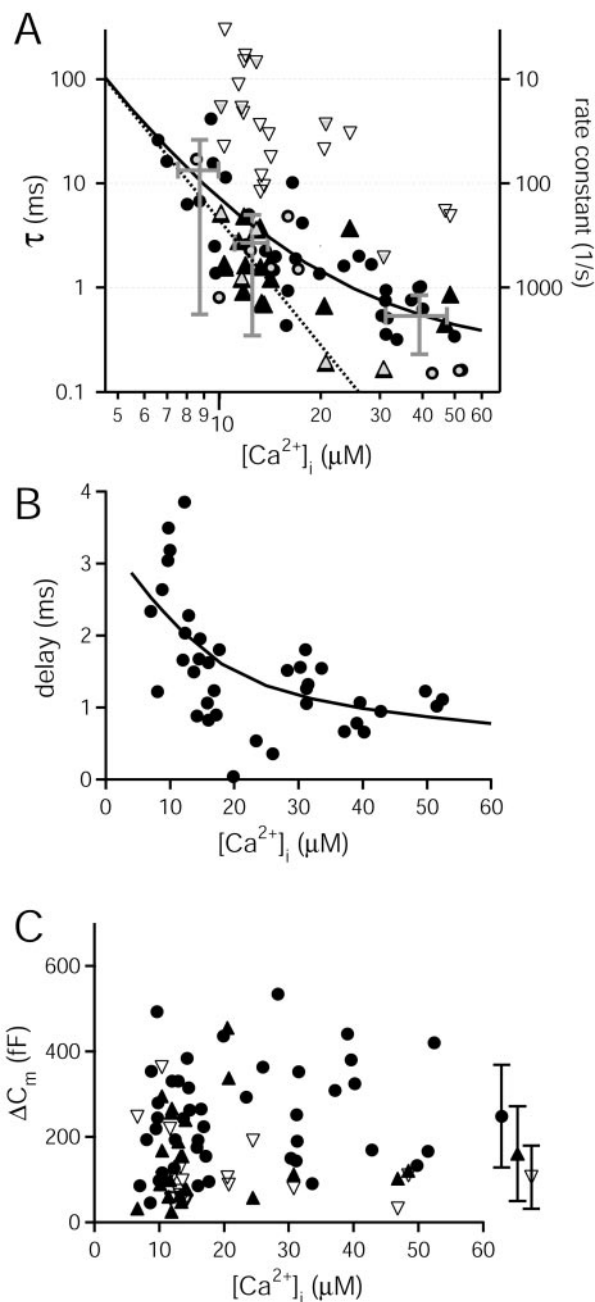 A
100
10
1
0.1
τ (ms)
10
100
1000
rate constant (1/s)
5 6 7 8 9 10 20 30 40 50 60
[Ca²⁺]ᵢ (μM)
B
4
3
2
1
0
delay (ms)
0 10 20 30 40 50 60
[Ca²⁺]ᵢ (μM)
C
600
400
200
0
ΔCₘ (fF)
0 10 20 30 40 50 60
[Ca²⁺]ᵢ (μM)